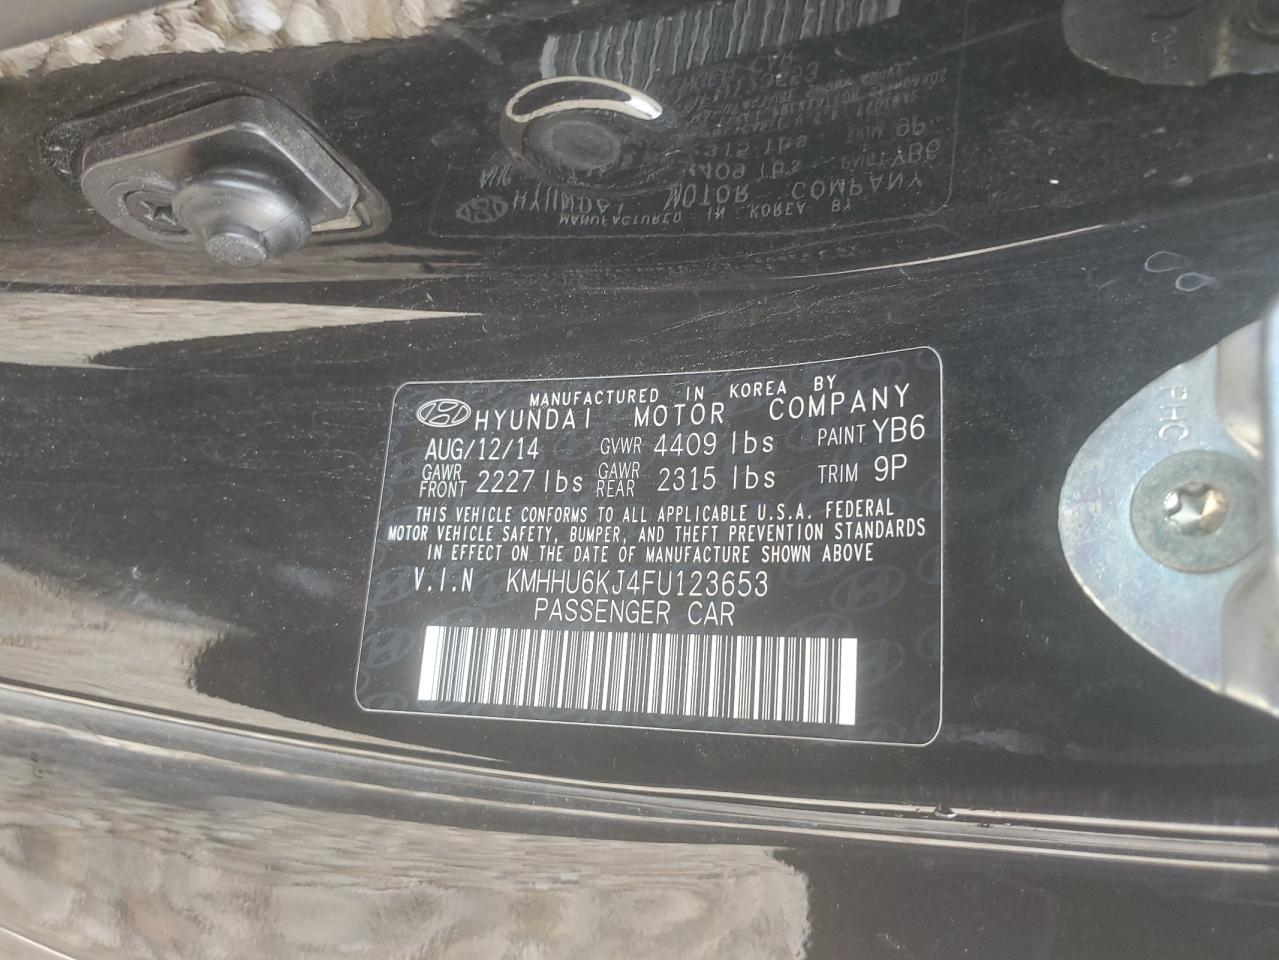 MANUFACTURED IN KOREA BY
HYUNDAI MOTOR COMPANY
AUG/12/14 GVWR 4409 lbs PAINT YB6
GAWR FRONT 2227 lbs GAWR REAR 2315 lbs TRIM 9P
THIS VEHICLE CONFORMS TO ALL APPLICABLE U.S.A. FEDERAL
MOTOR VEHICLE SAFETY, BUMPER, AND THEFT PREVENTION STANDARDS
IN EFFECT ON THE DATE OF MANUFACTURE SHOWN ABOVE
V.I.N KMHHU6KJ4FU123653
PASSENGER CAR
PHC